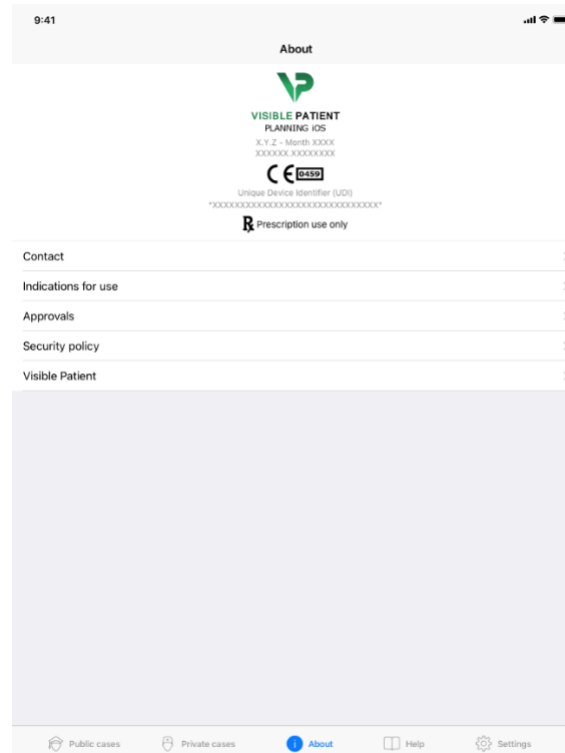 9:41
About
VISIBLE PATIENT
PLANNING iOS
X.Y.Z - Month XXXX
XXXXXX.XXXXXXXX
CE 0459
Unique Device Identifier (UDI)
*XXXXXXXXXXXXXXXXXXXXXXXXXXXXXX*
Rx Prescription use only
Contact
Indications for use
Approvals
Security policy
Visible Patient
Public cases Private cases About Help Settings